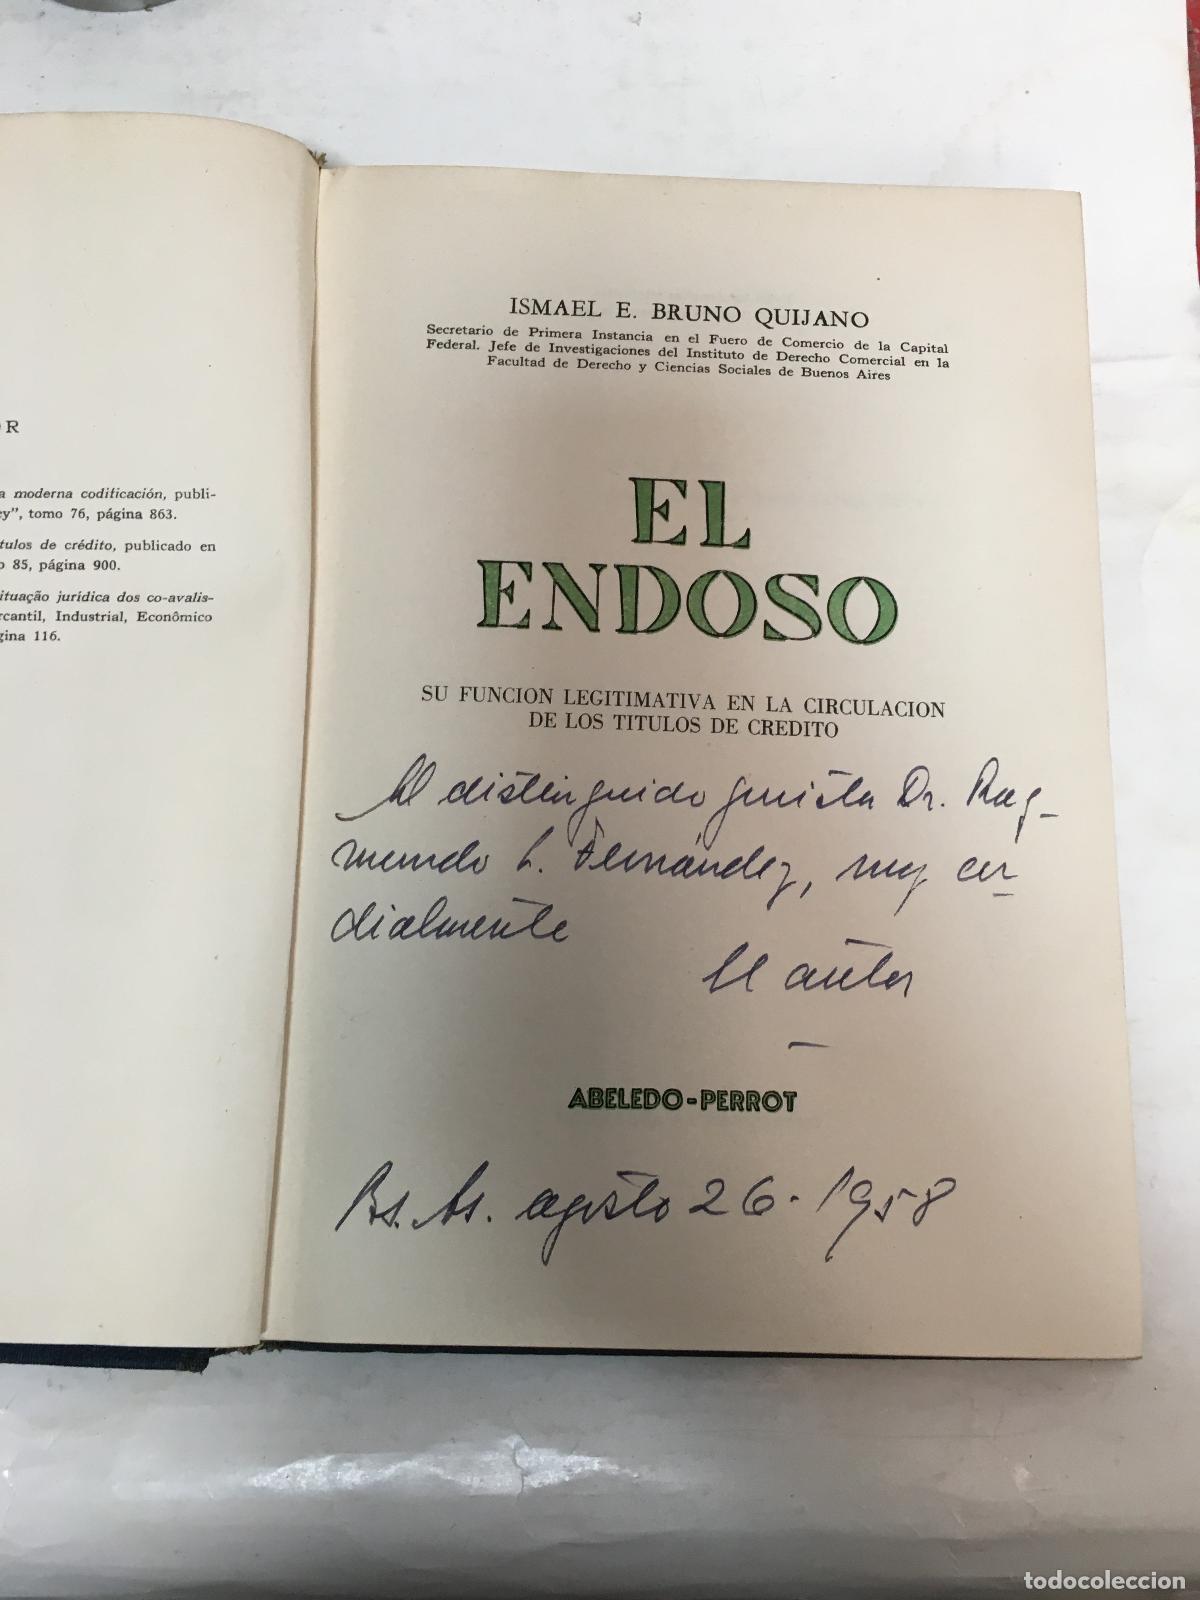 OR
a moderna codificación, publi-
ey", tomo 76, página 863.
tulos de crédito, publicado en
o 85, página 900.
ituação jurídica dos co-avalis-
rcantil, Industrial, Econômico
gina 116.
ISMAEL E. BRUNO QUIJANO
Secretario de Primera Instancia en el Fuero de Comercio de la Capital
Federal. Jefe de Investigaciones del Instituto de Derecho Comercial en la
Facultad de Derecho y Ciencias Sociales de Buenos Aires
EL
ENDOSO
SU FUNCION LEGITIMATIVA EN LA CIRCULACION
DE LOS TITULOS DE CREDITO
Al distinguido jurista Dr. Ray-
mundo L. Fernández, muy cor-
dialmente
El autor
ABELEDO-PERROT
Bs. As. agosto 26 - 1958
todocoleccion